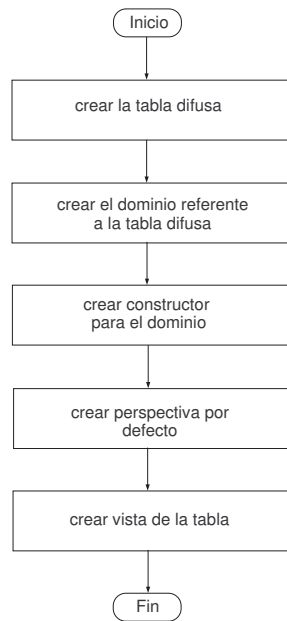 Inicio
crear la tabla difusa
crear el dominio referente
a la tabla difusa
crear constructor
para el dominio
crear perspectiva por
defecto
crear vista de la tabla
Fin